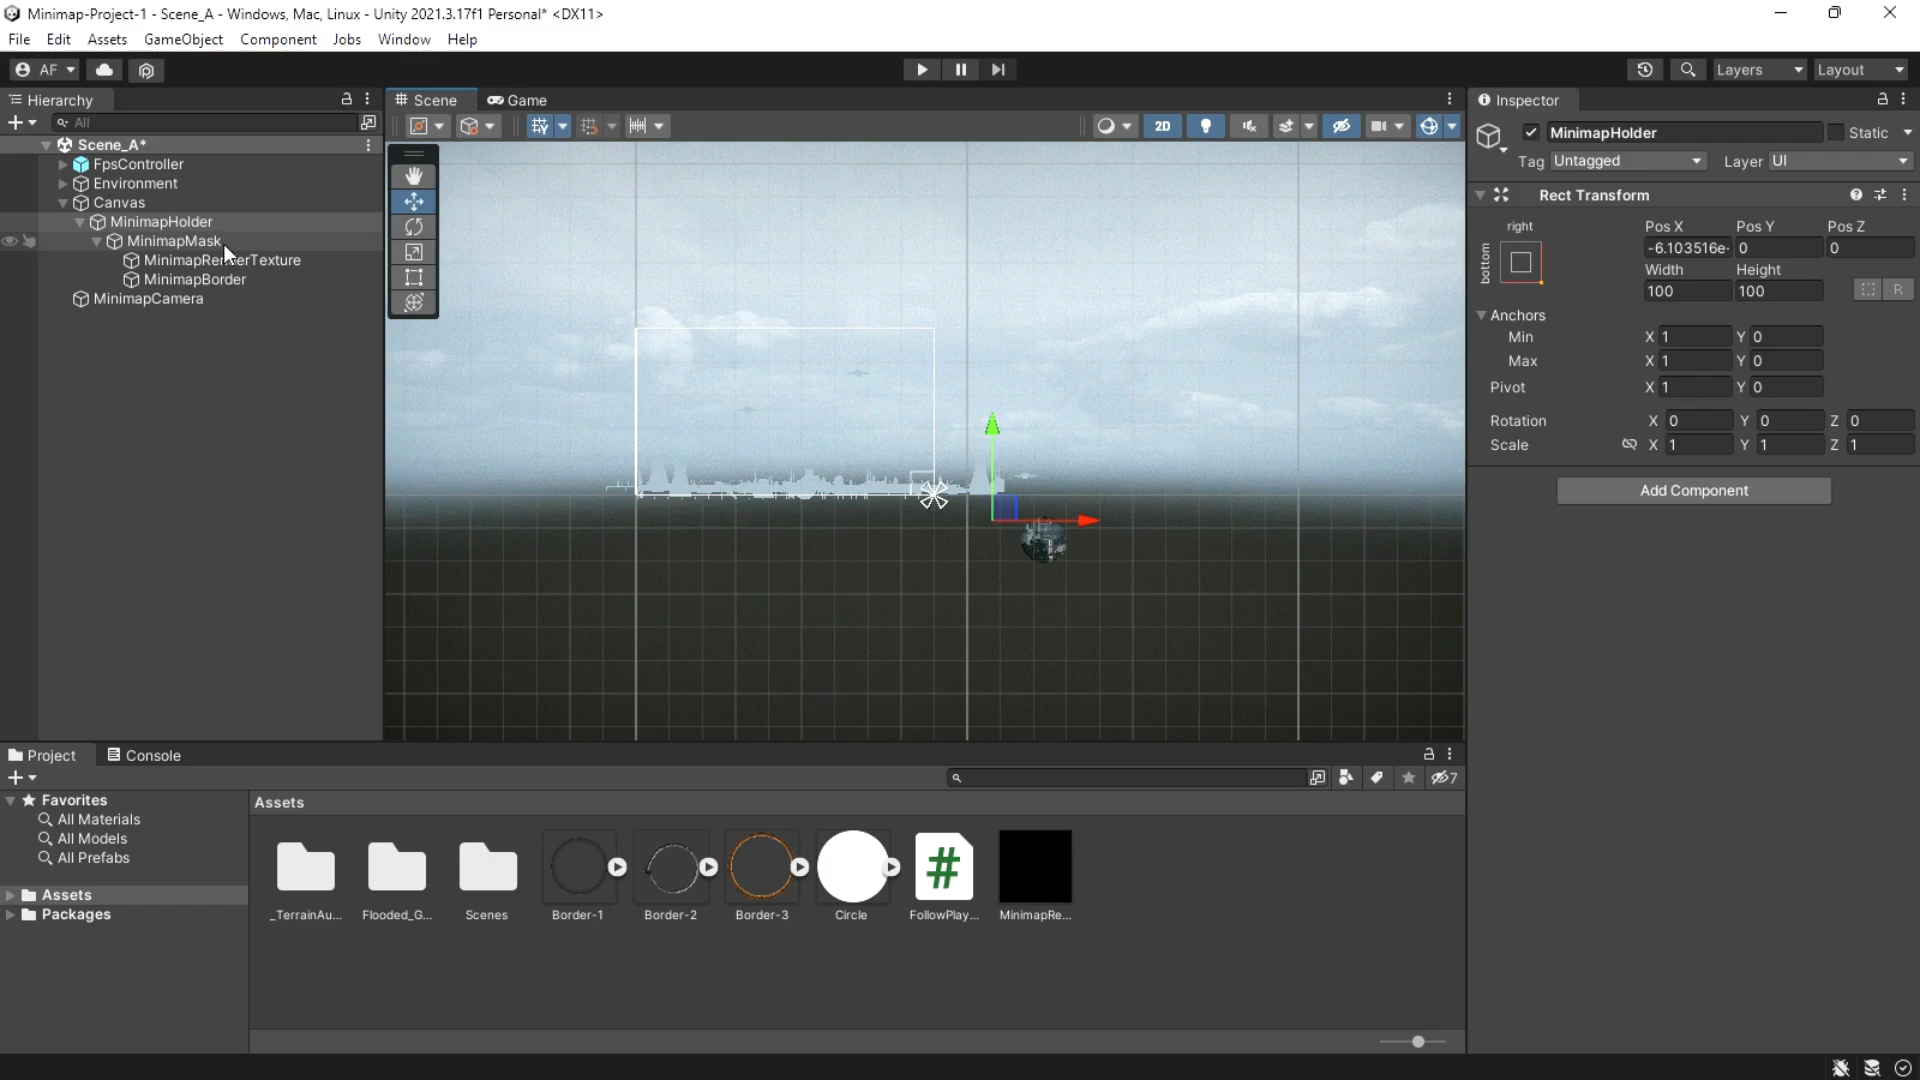 Minimap-Project-1 - Scene_A - Windows, Mac, Linux - Unity 2021.3.17f1 Personal* <DX11>
File Edit Assets GameObject Component Jobs Window Help
AF Layers Layout
Hierarchy
All
Scene_A*
FpsController
Environment
Canvas
MinimapHolder
MinimapMask
MinimapRenderTexture
MinimapBorder
MinimapCamera
Scene Game
2D
Inspector
MinimapHolder Static
Tag Untagged Layer UI
Rect Transform
right
bottom
Pos X Pos Y Pos Z
-6.103516e- 0 0
Width Height
100 100 R
Anchors
Min X 1 Y 0
Max X 1 Y 0
Pivot X 1 Y 0
Rotation X 0 Y 0 Z 0
Scale X 1 Y 1 Z 1
Add Component
Project Console
7
Favorites
All Materials
All Models
All Prefabs
Assets
Packages
Assets
_TerrainAu... Flooded_G... Scenes Border-1 Border-2 Border-3 Circle FollowPlay... MinimapRe...